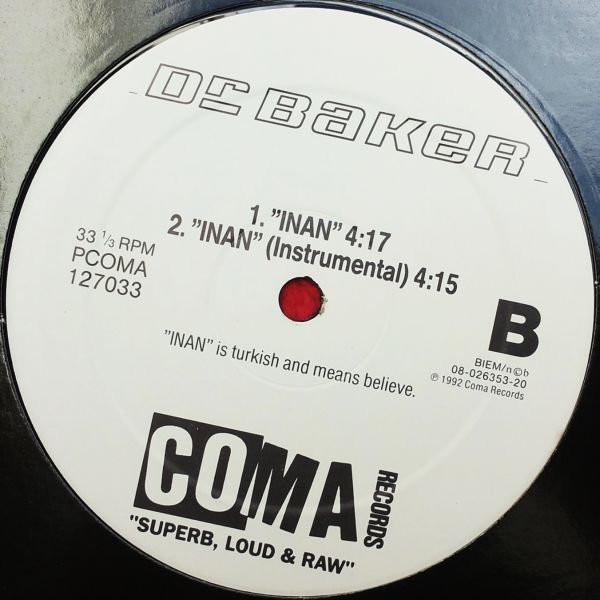 Dr Baker
1. "INAN" 4:17
2. "INAN" (Instrumental) 4:15
33 ⅓ RPM
PCOMA
127033
B
BIEM/n©b
08-026353-20
℗ 1992 Coma Records
"INAN" is turkish and means believe.
COMA
RECORDS
"SUPERB, LOUD & RAW"